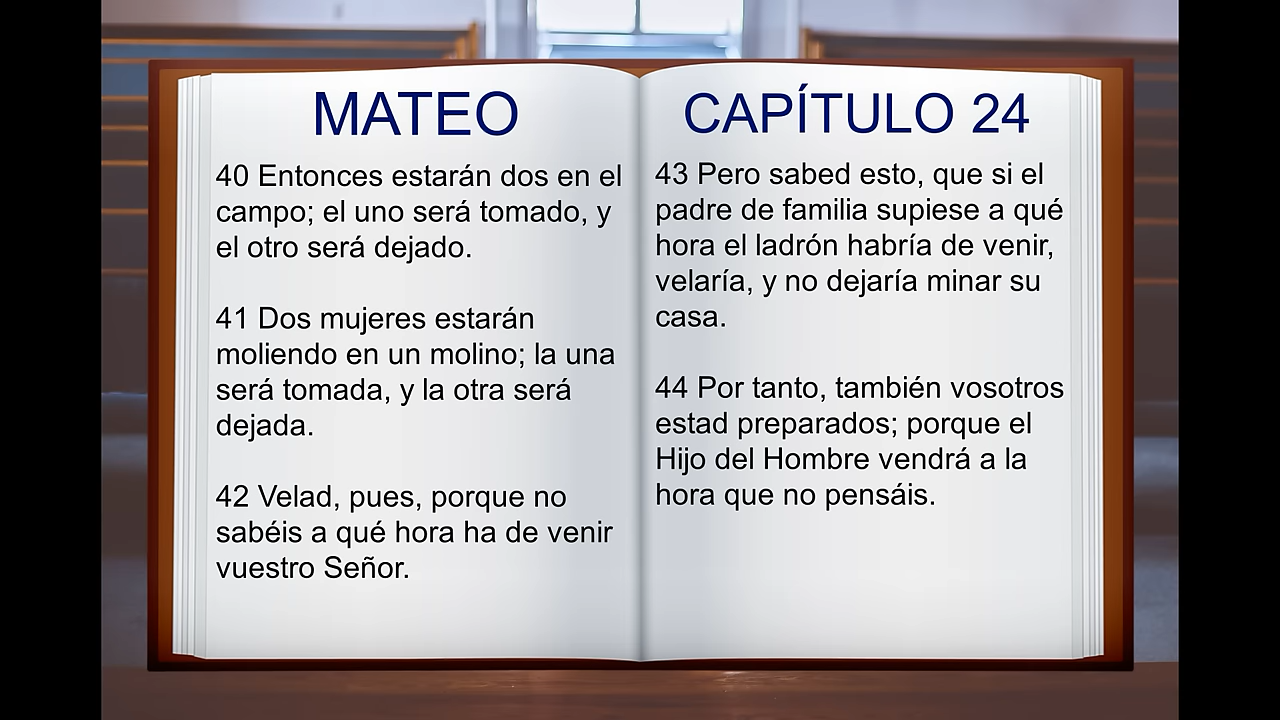 MATEO
40 Entonces estarán dos en el
campo; el uno será tomado, y
el otro será dejado.
41 Dos mujeres estarán
moliendo en un molino; la una
será tomada, y la otra será
dejada.
42 Velad, pues, porque no
sabéis a qué hora ha de venir
vuestro Señor.
CAPÍTULO 24
43 Pero sabed esto, que si el
padre de familia supiese a qué
hora el ladrón habría de venir,
velaría, y no dejaría minar su
casa.
44 Por tanto, también vosotros
estad preparados; porque el
Hijo del Hombre vendrá a la
hora que no pensáis.